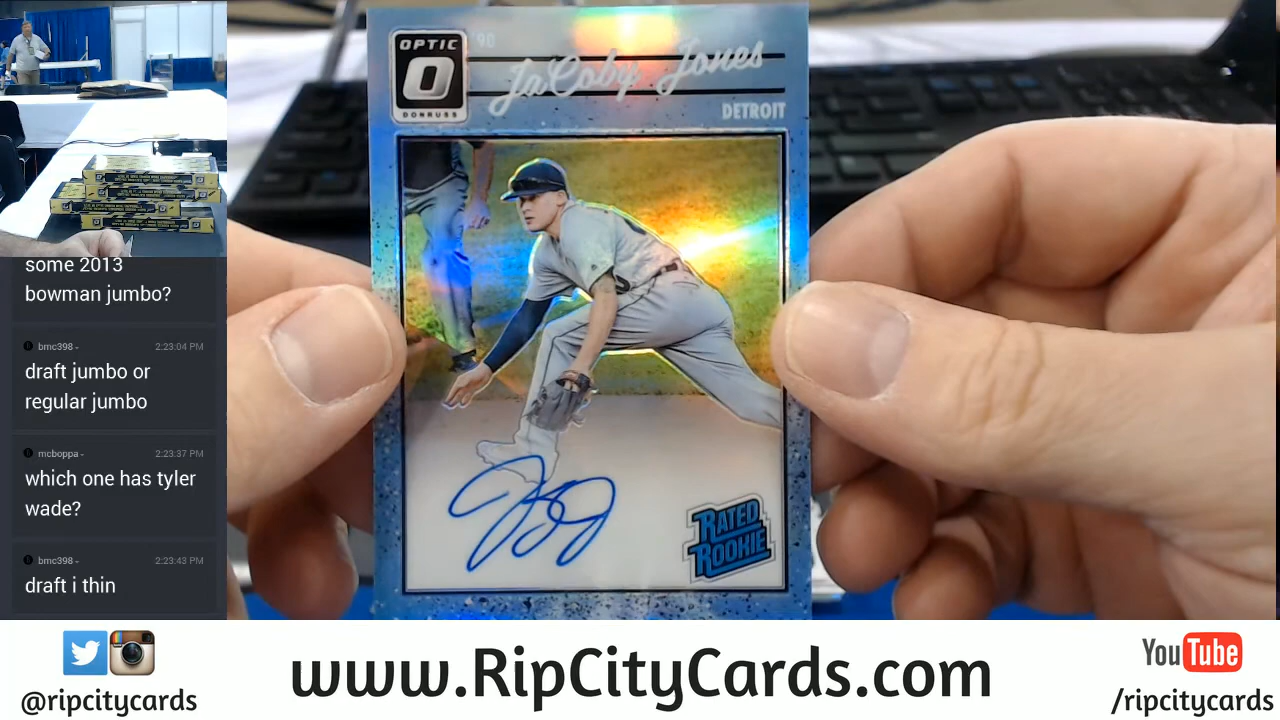 OPTIC
DONRUSS
'90
JaCoby Jones
DETROIT
RATED
ROOKIE
some 2013
bowman jumbo?
bmc398 - 2:23:04 PM
draft jumbo or
regular jumbo
mcboppa - 2:23:37 PM
which one has tyler
wade?
bmc398 - 2:23:43 PM
draft i thin
@ripcitycards
www.RipCityCards.com
YouTube
/ripcitycards